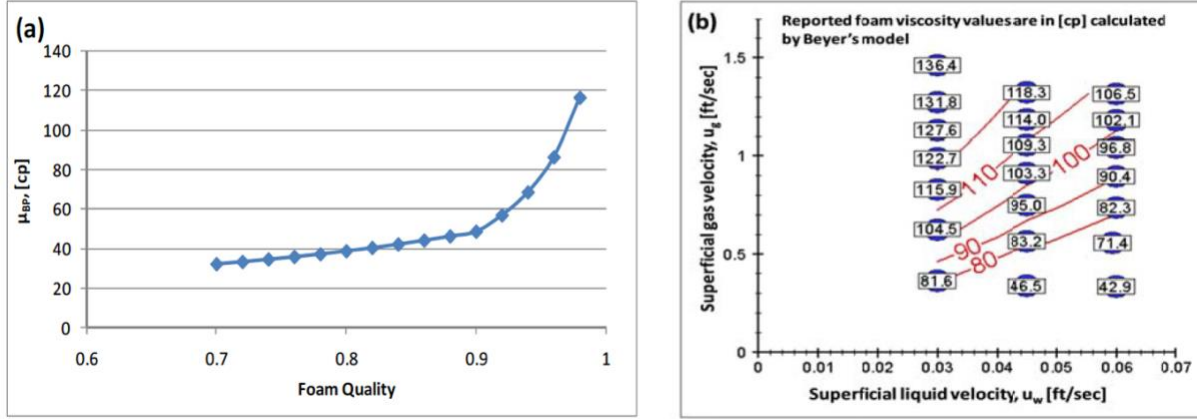 (a)
140
120
100
80
60
40
20
0
0.6 0.7 0.8 0.9 1
μBP, [cp]
Foam Quality
(b)
Reported foam viscosity values are in [cp] calculated
by Beyer's model
1.5
1
0.5
0
0 0.01 0.02 0.03 0.04 0.05 0.06 0.07
Superficial gas velocity, ug [ft/sec]
Superficial liquid velocity, uw [ft/sec]
136.4
131.8 118.3 106.5
127.6 114.0 102.1
122.7 109.3 96.8
115.9 103.3 90.4
104.5 95.0 82.3
83.2 71.4
81.6 46.5 42.9
110
100
90
80